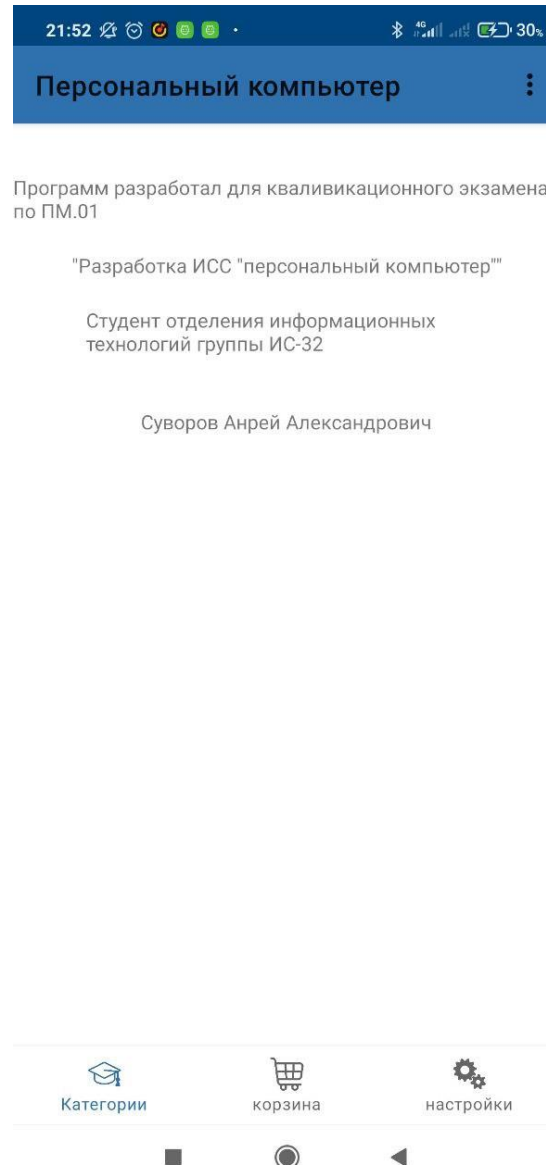 21:52 4G 30%
Персональный компьютер
Программ разработал для кваливикационного экзамена
по ПМ.01
"Разработка ИСС "персональный компьютер""
Студент отделения информационных
технологий группы ИС-32
Суворов Анрей Александрович
Категории корзина настройки